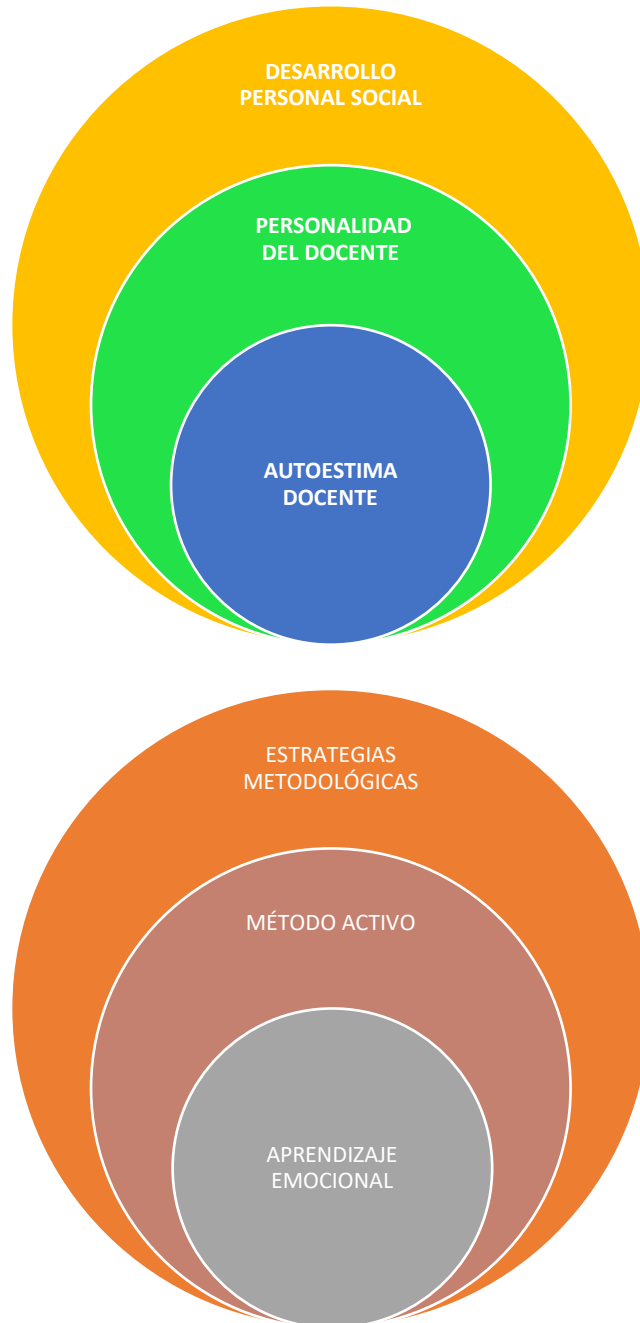 DESARROLLO
PERSONAL SOCIAL
PERSONALIDAD
DEL DOCENTE
AUTOESTIMA
DOCENTE
ESTRATEGIAS
METODOLÓGICAS
MÉTODO ACTIVO
APRENDIZAJE
EMOCIONAL